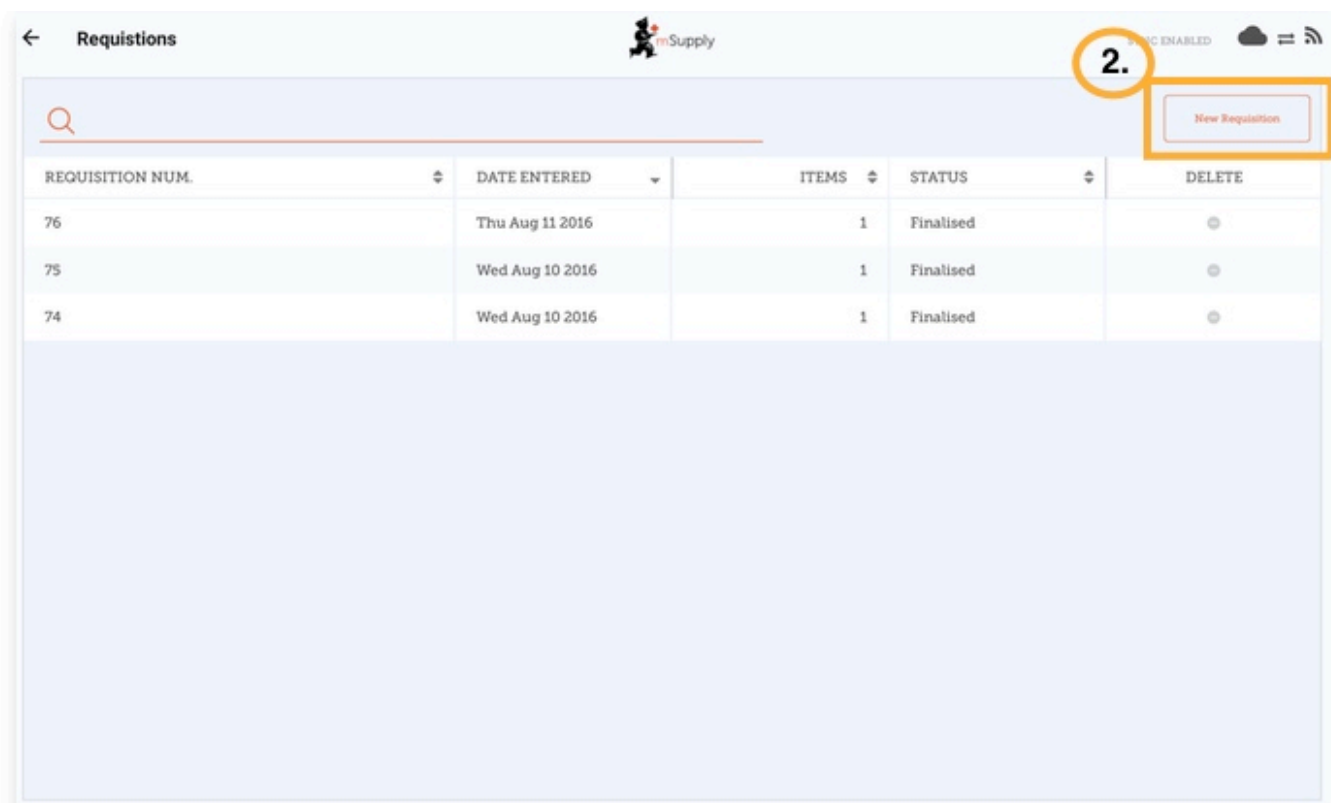 Requistions
mSupply
ENABLED
2.
New Requisition
REQUISITION NUM. DATE ENTERED ITEMS STATUS DELETE
76 Thu Aug 11 2016 1 Finalised
75 Wed Aug 10 2016 1 Finalised
74 Wed Aug 10 2016 1 Finalised